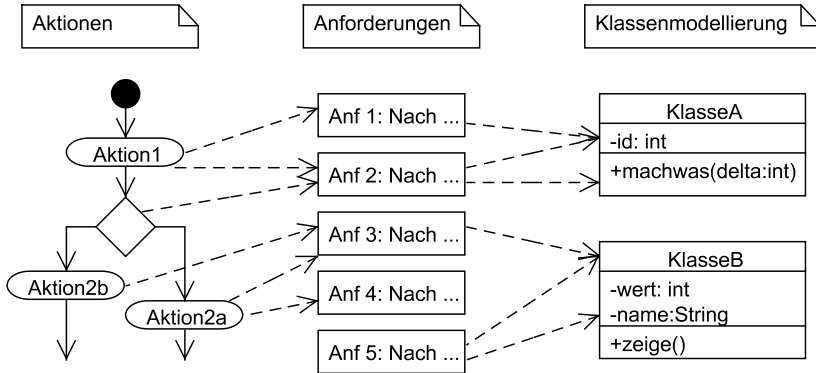 Aktionen
Anforderungen
Klassenmodellierung
Aktion1
Aktion2b
Aktion2a
Anf 1: Nach ...
Anf 2: Nach ...
Anf 3: Nach ...
Anf 4: Nach ...
Anf 5: Nach ...
KlasseA
-id: int
+machwas(delta:int)
KlasseB
-wert: int
-name:String
+zeige()